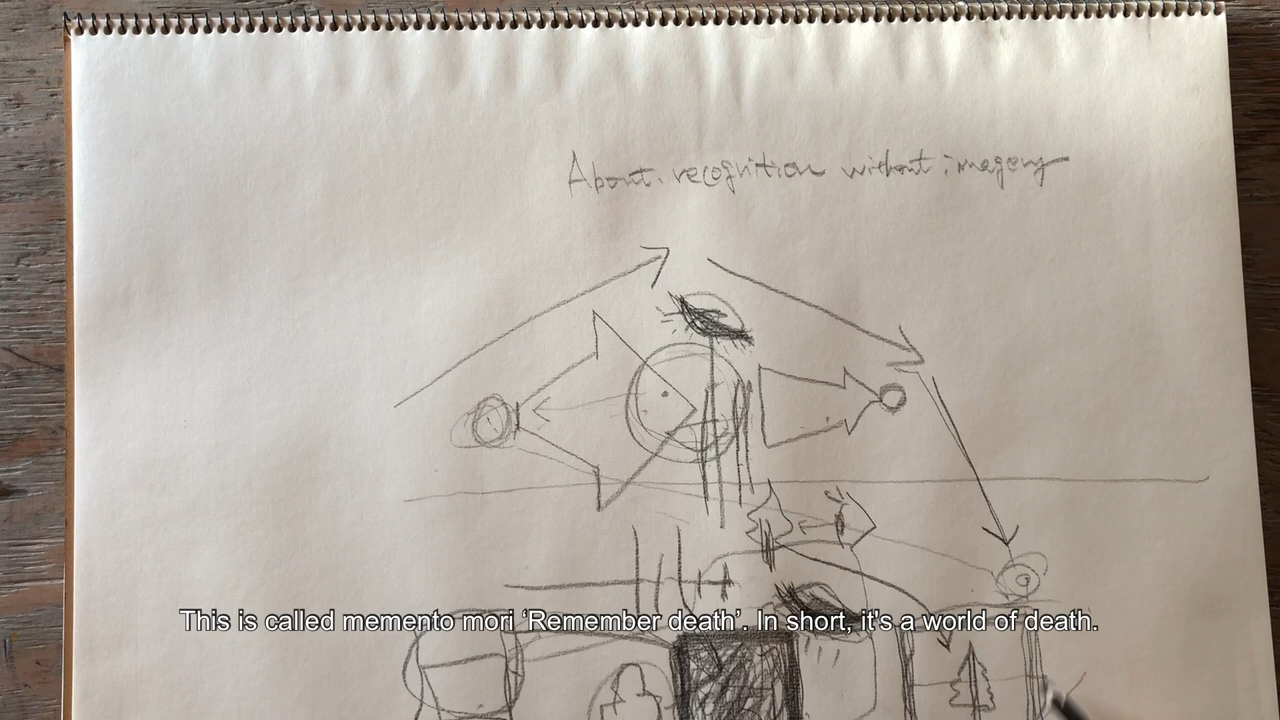 About recognition without imagery
This is called memento mori ‘Remember death’. In short, it's a world of death.